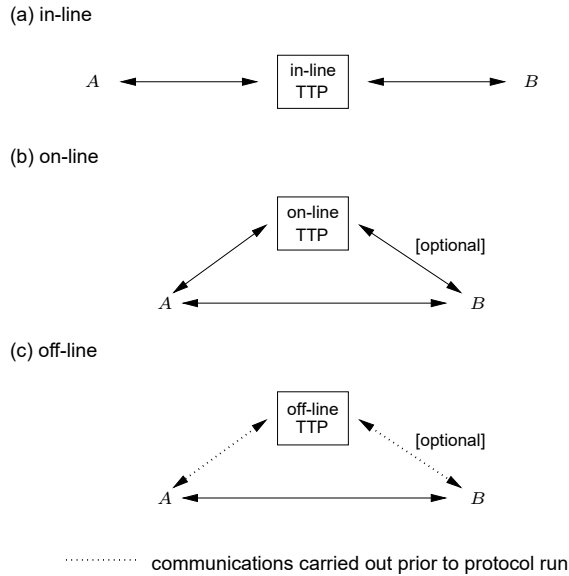 (a) in-line
A
in-line
TTP
B
(b) on-line
on-line
TTP
[optional]
A
B
(c) off-line
off-line
TTP
[optional]
A
B
communications carried out prior to protocol run